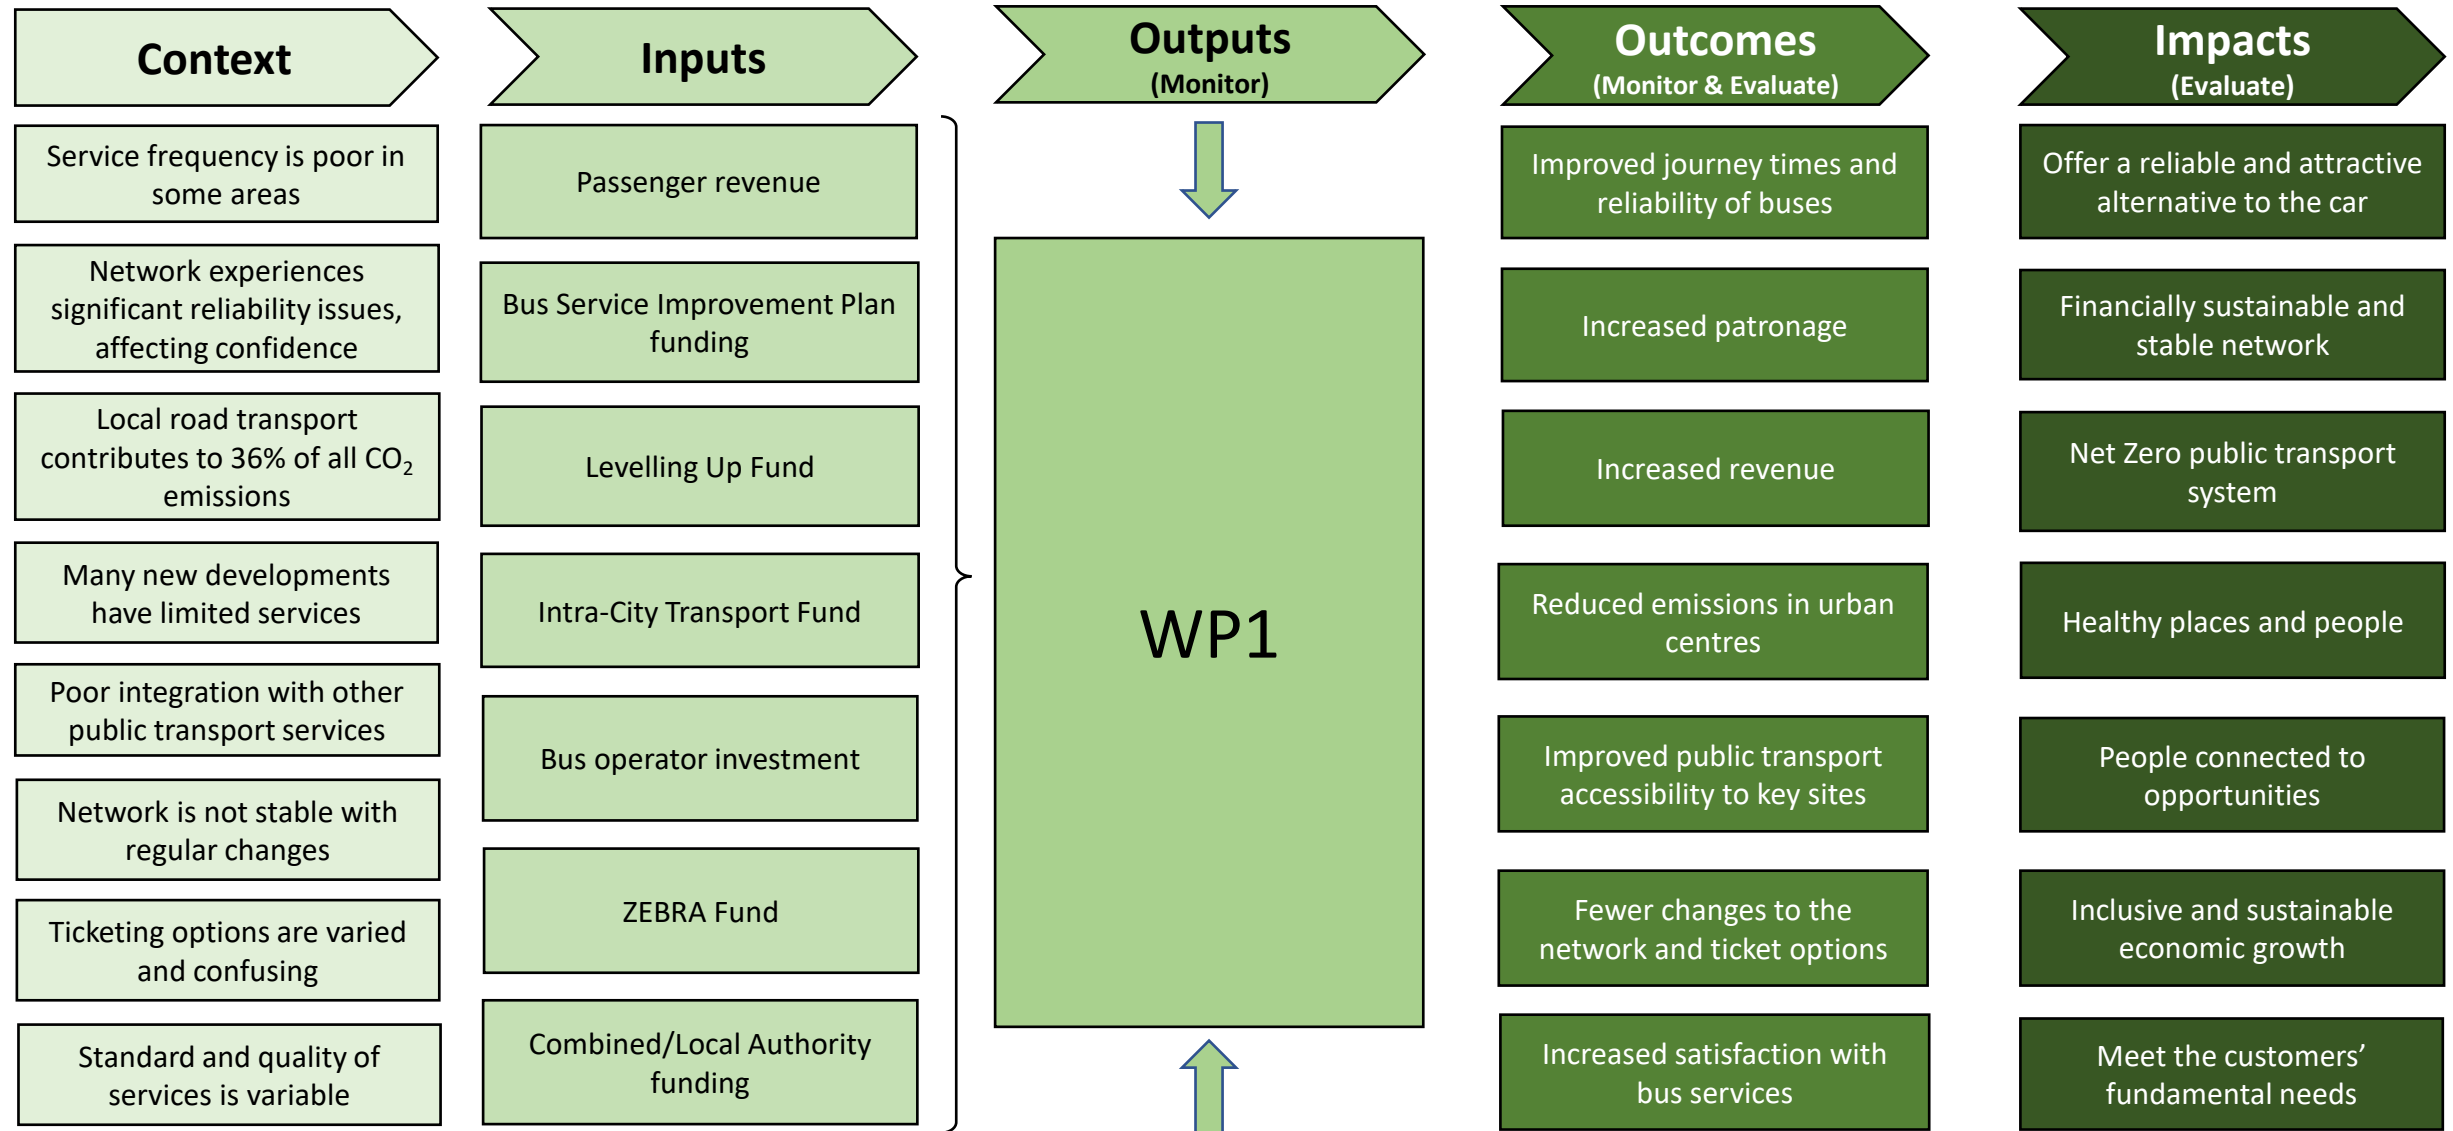 Context
Service frequency is poor in
some areas
Network experiences
significant reliability issues,
affecting confidence
Local road transport
contributes to 36% of all CO₂
emissions
Many new developments
have limited services
Poor integration with other
public transport services
Network is not stable with
regular changes
Ticketing options are varied
and confusing
Standard and quality of
services is variable
Inputs
Passenger revenue
Bus Service Improvement Plan
funding
Levelling Up Fund
Intra-City Transport Fund
Bus operator investment
ZEBRA Fund
Combined/Local Authority
funding
Outputs
(Monitor)
WP1
Outcomes
(Monitor & Evaluate)
Improved journey times and
reliability of buses
Increased patronage
Increased revenue
Reduced emissions in urban
centres
Improved public transport
accessibility to key sites
Fewer changes to the
network and ticket options
Increased satisfaction with
bus services
Impacts
(Evaluate)
Offer a reliable and attractive
alternative to the car
Financially sustainable and
stable network
Net Zero public transport
system
Healthy places and people
People connected to
opportunities
Inclusive and sustainable
economic growth
Meet the customers’
fundamental needs